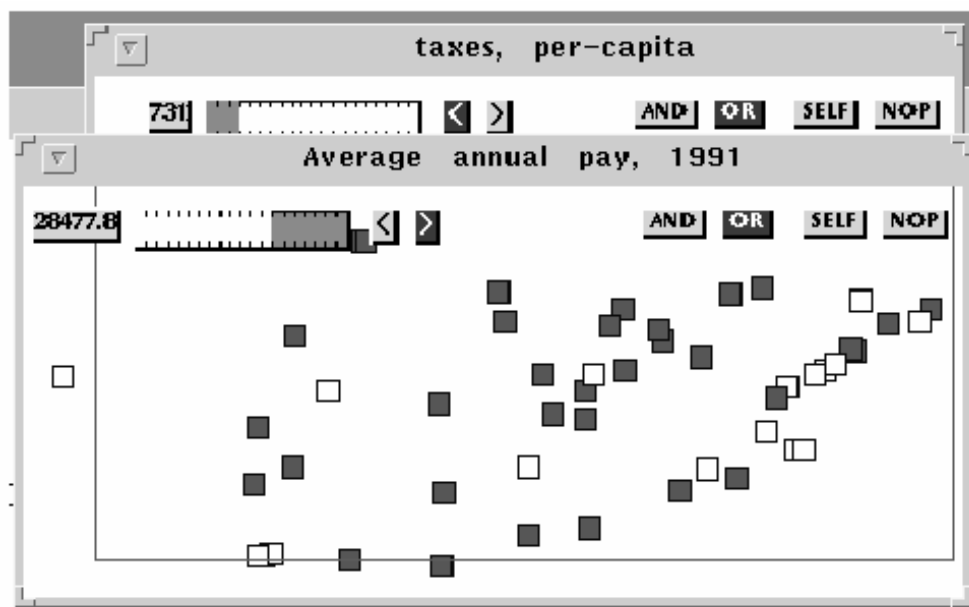 taxes, per-capita
731 < > AND OR SELF NOP
Average annual pay, 1991
28477.8 < > AND OR SELF NOP